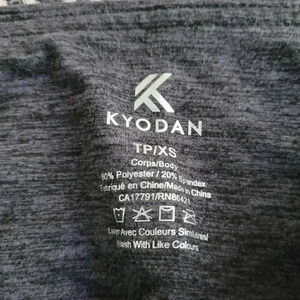 KYODAN
TP/XS
Corps/Body
80% Polyester / 20% Spandex
Fabriqué en Chine/Made in China
CA17791/RN86421
Laver Avec Couleurs Similaires/
Wash With Like Colours